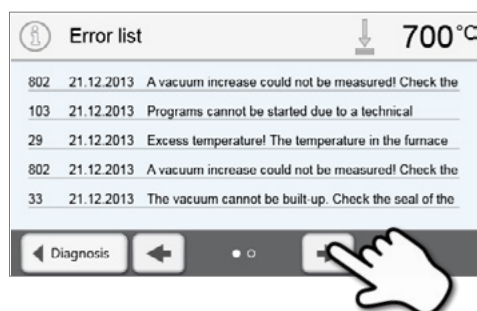 Error list 700°C
802 21.12.2013 A vacuum increase could not be measured! Check the
103 21.12.2013 Programs cannot be started due to a technical
29 21.12.2013 Excess temperature! The temperature in the furnace
802 21.12.2013 A vacuum increase could not be measured! Check the
33 21.12.2013 The vacuum cannot be built-up. Check the seal of the
Diagnosis